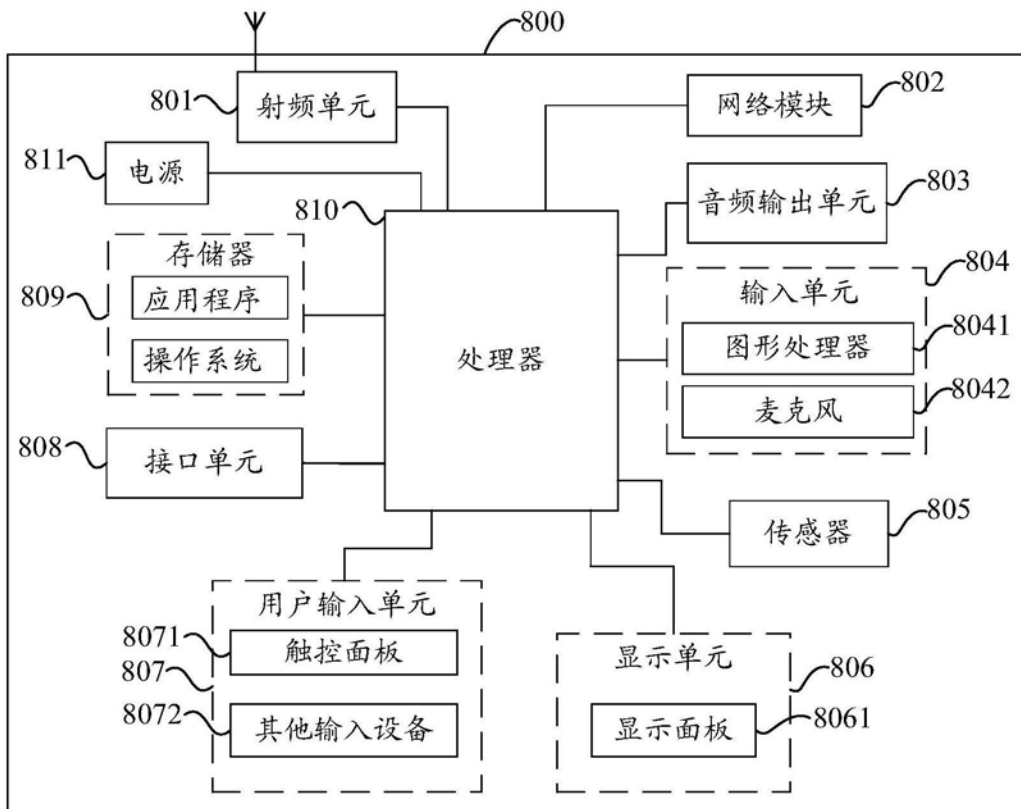 800
801
射频单元
网络模块
802
811
电源
810
音频输出单元
803
存储器
809
应用程序
操作系统
处理器
804
输入单元
图形处理器
8041
麦克风
8042
808
接口单元
传感器
805
用户输入单元
8071
触控面板
807
8072
其他输入设备
显示单元
806
显示面板
8061